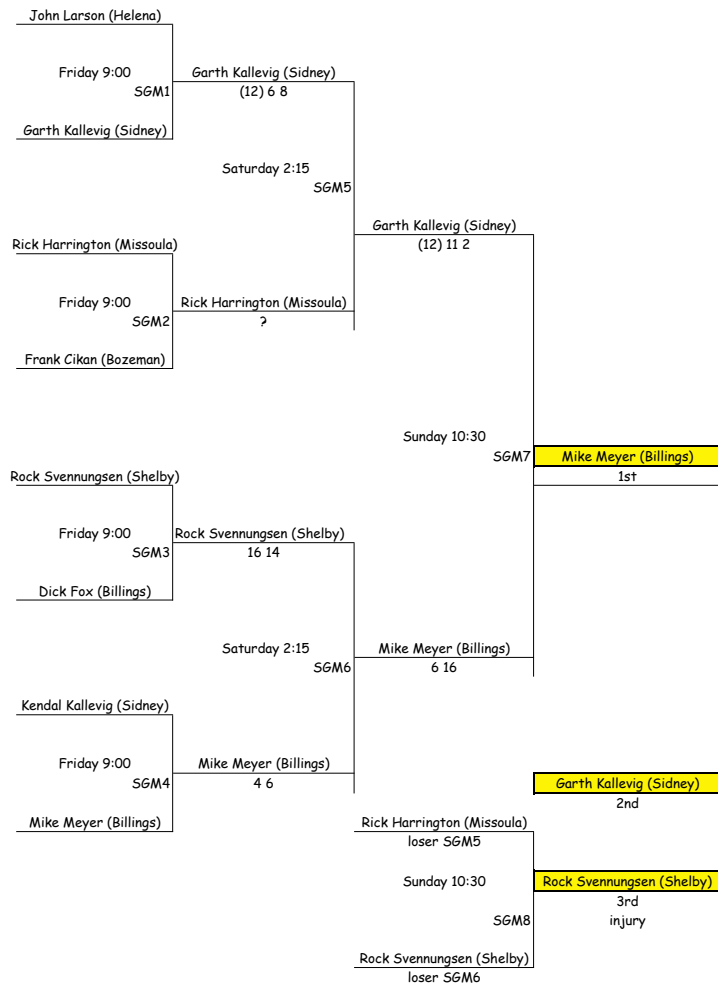 John Larson (Helena)
Friday 9:00
Garth Kallevig (Sidney)
SGM1
(12) 6 8
Garth Kallevig (Sidney)
Saturday 2:15
SGM5
Garth Kallevig (Sidney)
Rick Harrington (Missoula)
(12) 11 2
Friday 9:00
Rick Harrington (Missoula)
SGM2
?
Frank Cikan (Bozeman)
Sunday 10:30
SGM7
Mike Meyer (Billings)
Rock Svennungsen (Shelby)
1st
Friday 9:00
Rock Svennungsen (Shelby)
SGM3
16 14
Dick Fox (Billings)
Saturday 2:15
Mike Meyer (Billings)
SGM6
6 16
Kendal Kallevig (Sidney)
Friday 9:00
Mike Meyer (Billings)
SGM4
4 6
Garth Kallevig (Sidney)
2nd
Mike Meyer (Billings)
Rick Harrington (Missoula)
loser SGM5
Sunday 10:30
Rock Svennungsen (Shelby)
3rd
SGM8
injury
Rock Svennungsen (Shelby)
loser SGM6